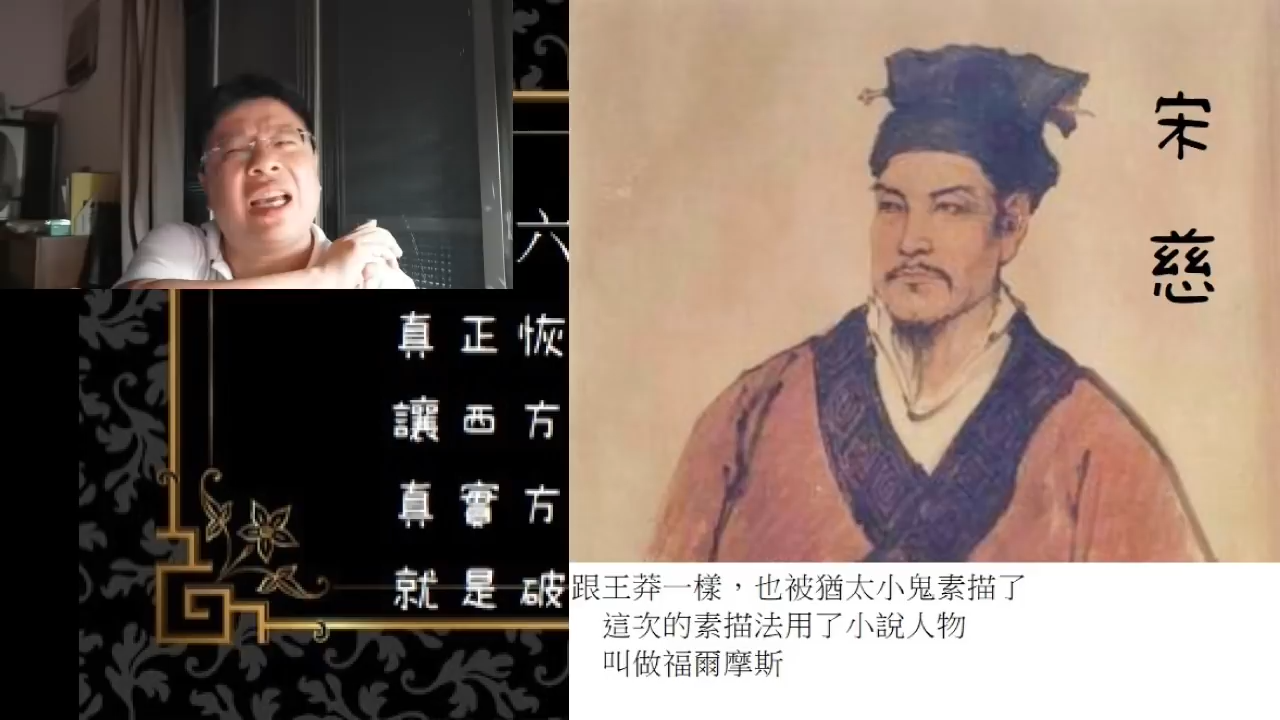 六
真正恢
讓西方
真實方
就是破
宋慈
跟王莽一樣，也被猶太小鬼素描了
這次的素描法用了小說人物
叫做福爾摩斯